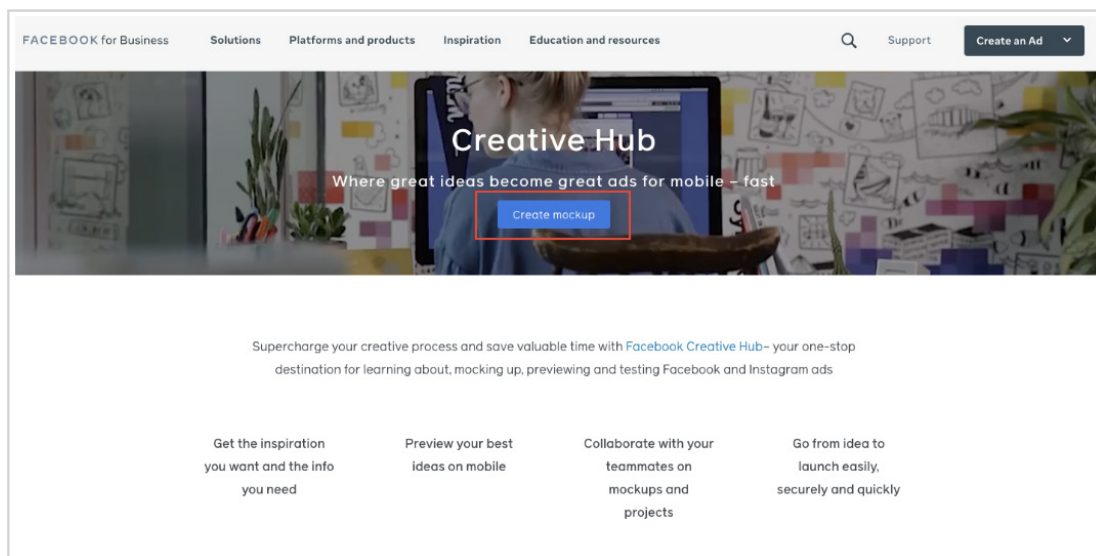 FACEBOOK for Business
Solutions
Platforms and products
Inspiration
Education and resources
Support
Create an Ad
Creative Hub
Where great ideas become great ads for mobile – fast
Create mockup
Supercharge your creative process and save valuable time with Facebook Creative Hub– your one-stop
destination for learning about, mocking up, previewing and testing Facebook and Instagram ads
Get the inspiration
you want and the info
you need
Preview your best
ideas on mobile
Collaborate with your
teammates on
mockups and
projects
Go from idea to
launch easily,
securely and quickly